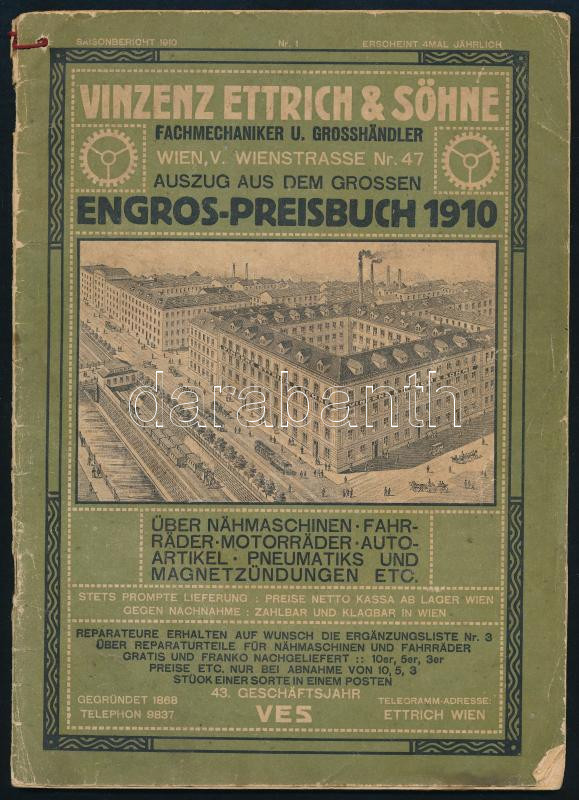 SAISONBERICHT 1910 Nr. 1 ERSCHEINT 4MAL JÄHRLICH
VINZENZ ETTRICH & SÖHNE
FACHMECHANIKER U. GROSSHÄNDLER
WIEN, V. WIENSTRASSE Nr. 47
AUSZUG AUS DEM GROSSEN
ENGROS-PREISBUCH 1910
darabanth
ÜBER NÄHMASCHINEN · FAHR-
RÄDER · MOTORRÄDER · AUTO-
ARTIKEL · PNEUMATIKS UND
MAGNETZÜNDUNGEN ETC.
STETS PROMPTE LIEFERUNG : PREISE NETTO KASSA AB LAGER WIEN
GEGEN NACHNAHME : ZAHLBAR UND KLAGBAR IN WIEN
REPARATEURE ERHALTEN AUF WUNSCH DIE ERGÄNZUNGSLISTE Nr. 3
ÜBER REPARATURTEILE FÜR NÄHMASCHINEN UND FAHRRÄDER
GRATIS UND FRANKO NACHGELIEFERT :: 10er, 5er, 3er
PREISE ETC. NUR BEI ABNAHME VON 10, 5, 3
STÜCK EINER SORTE IN EINEM POSTEN
43. GESCHÄFTSJAHR
GEGRÜNDET 1868
TELEPHON 9837
VES
TELEGRAMM-ADRESSE:
ETTRICH WIEN